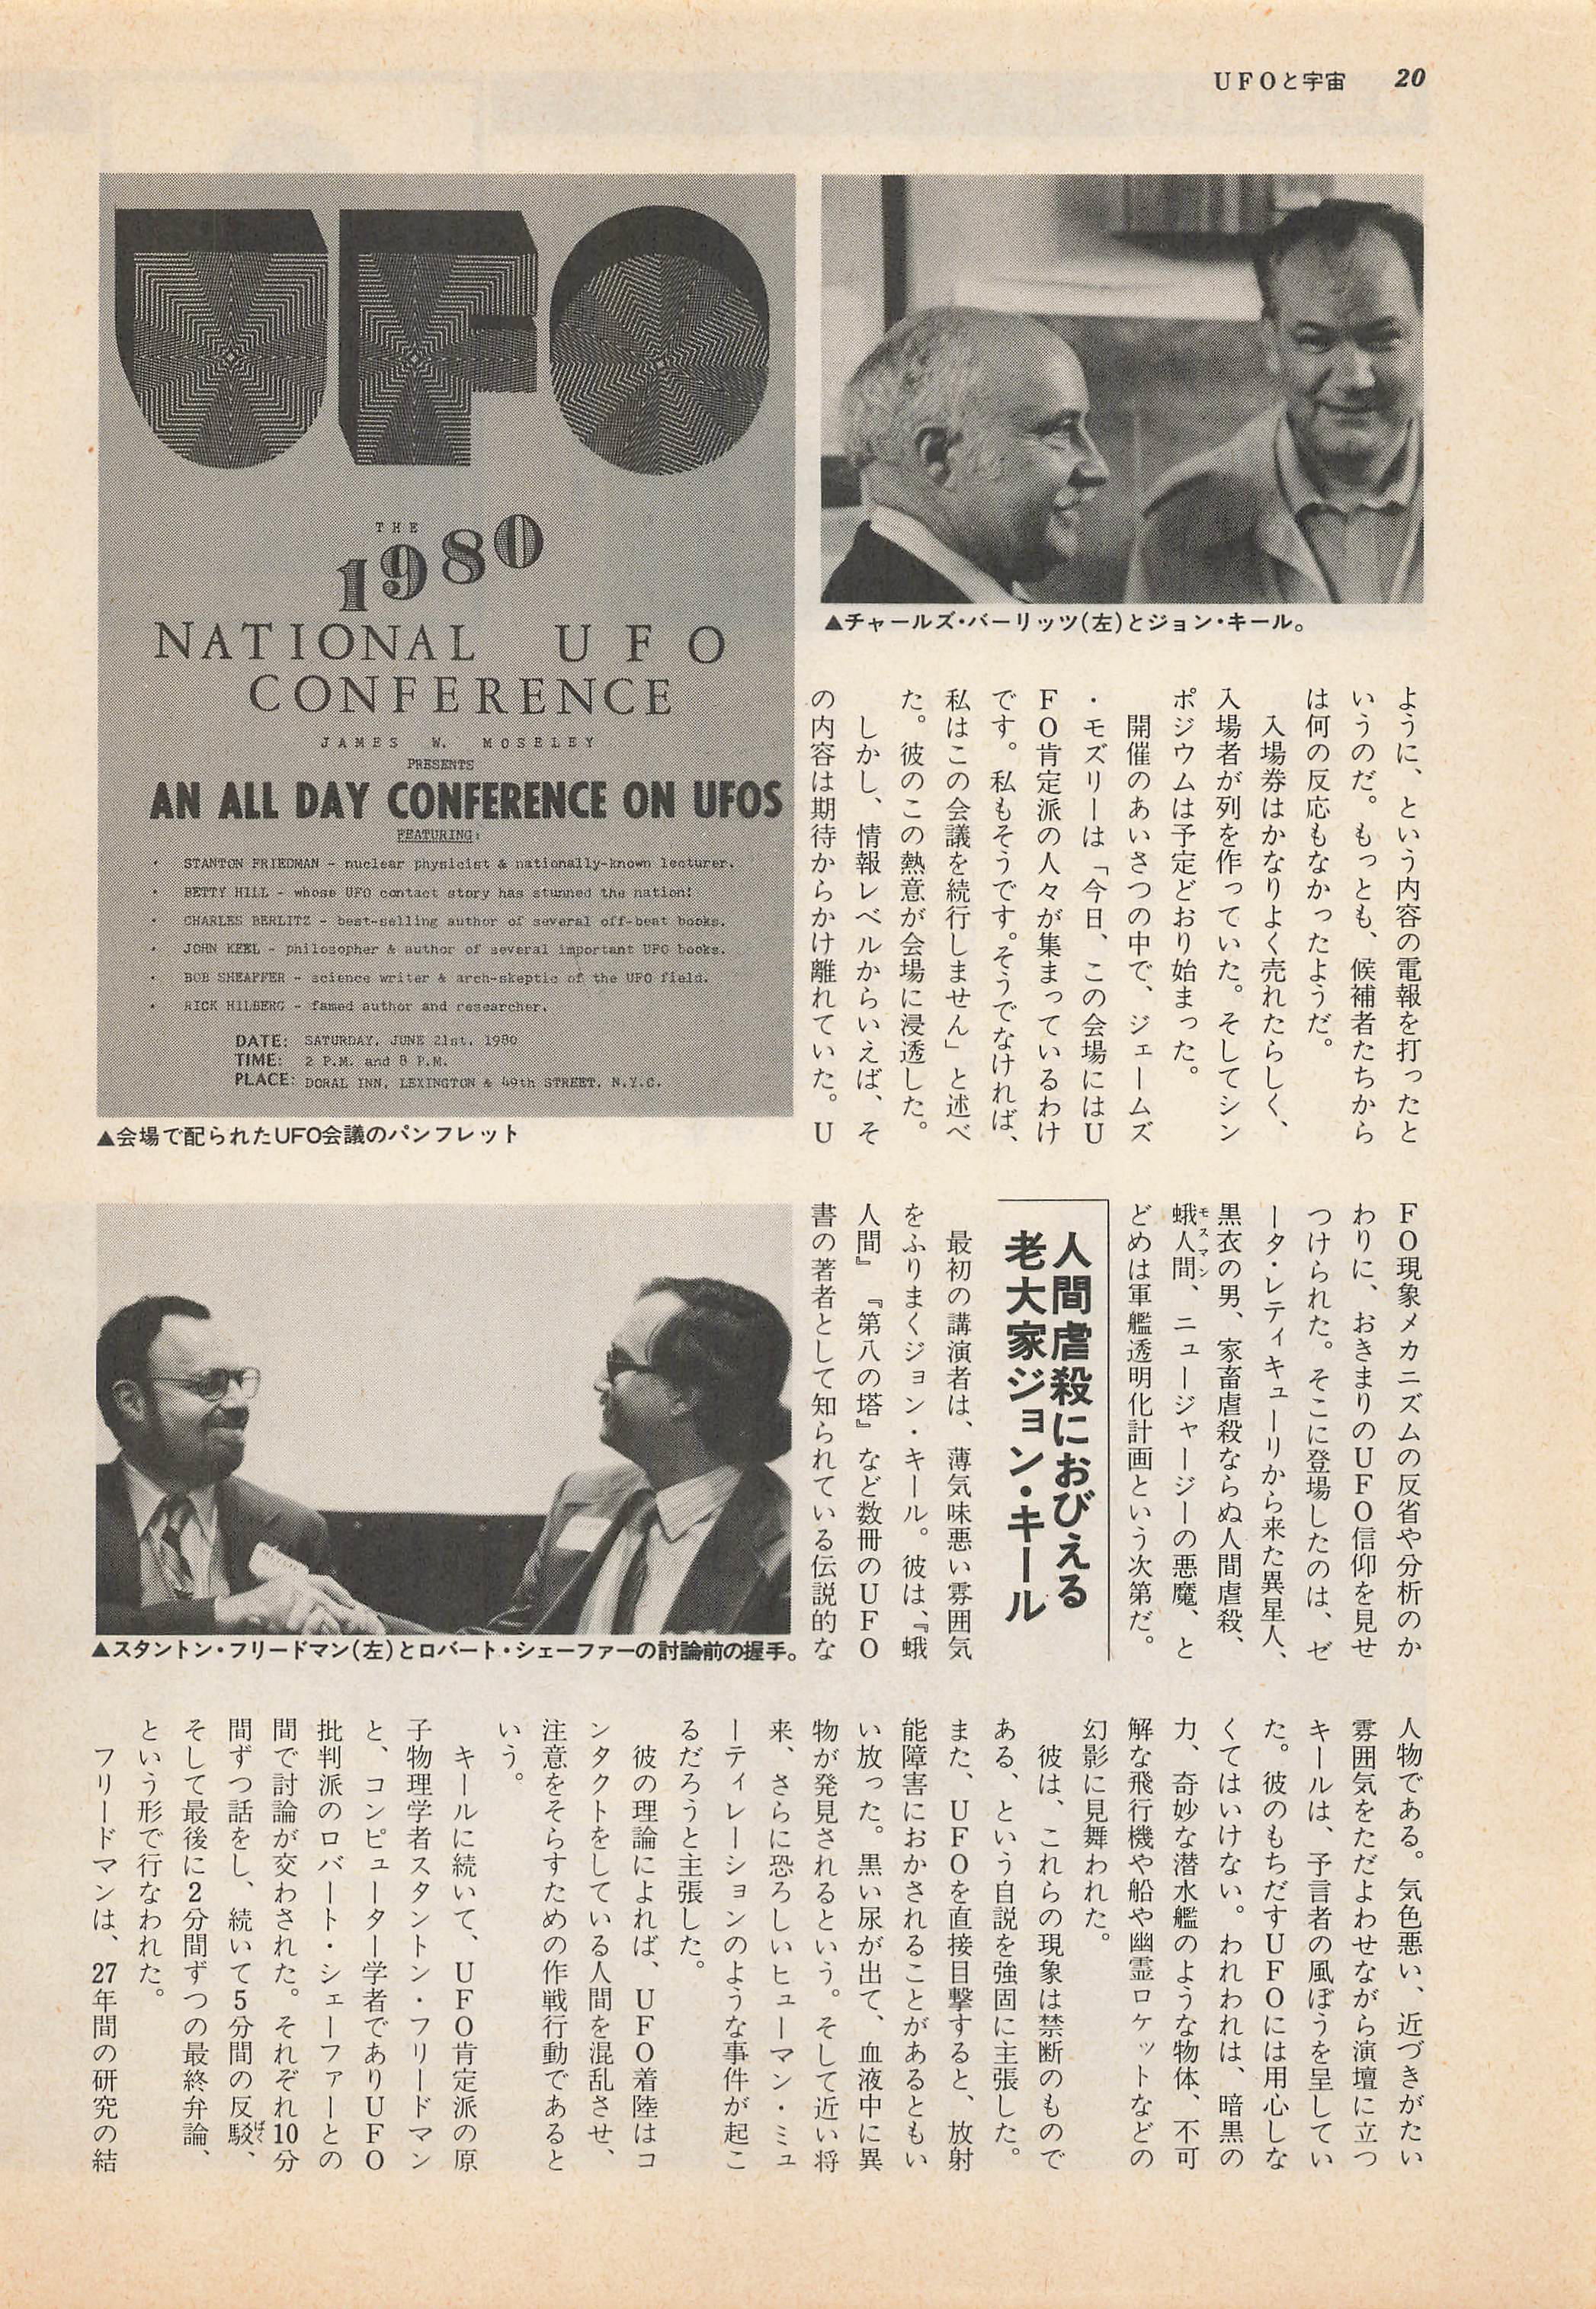 UFOと宇宙 20
UFO
THE
1980
NATIONAL UFO
CONFERENCE
JAMES W. MOSELEY
PRESENTS
AN ALL DAY CONFERENCE ON UFOS
FEATURING:
・ STANTON FRIEDMAN - nuclear physicist & nationally-known lecturer.
・ BETTY HILL - whose UFO contact story has stunned the nation!
・ CHARLES BERLITZ - best-selling author of several off-beat books.
・ JOHN KEEL - philosopher & author of several important UFO books.
・ BOB SHEAFFER - science writer & arch-skeptic of the UFO field.
・ RICK HILBERG - famed author and researcher.
DATE: SATURDAY, JUNE 21st, 1980
TIME: 2 P.M. and 8 P.M.
PLACE: DORAL INN, LEXINGTON & 49th STREET, N.Y.C.
▲会場で配られたUFO会議のパンフレット
▲チャールズ・バーリッツ(左)とジョン・キール。
ように、という内容の電報を打ったと
いうのだ。もっとも、候補者たちから
は何の反応もなかったようだ。
入場券はかなりよく売れたらしく、
入場者が列を作っていた。そしてシン
ポジウムは予定どおり始まった。
開催のあいさつの中で、ジェームズ
・モズリーは「今日、この会場にはU
FO肯定派の人々が集まっているわけ
です。私もそうです。そうでなければ、
私はこの会議を続行しません」と述べ
た。彼のこの熱意が会場に浸透した。
しかし、情報レベルからいえば、そ
の内容は期待からかけ離れていた。U
FO現象メカニズムの反省や分析のか
わりに、おきまりのUFO信仰を見せ
つけられた。そこに登場したのは、ゼ
ータ・レティキューリから来た異星人、
黒衣の男、家畜虐殺ならぬ人間虐殺、
蛾人間、ニュージャージーの悪魔、と
モスマン
どめは軍艦透明化計画という次第だ。
人間虐殺におびえる
老大家ジョン・キール
最初の講演者は、薄気味悪い雰囲気
をふりまくジョン・キール。彼は、『蛾
人間』『第八の塔』など数冊のUFO
書の著者として知られている伝説的な
▲スタントン・フリードマン(左)とロバート・シェーファーの討論前の握手。
人物である。気色悪い、近づきがたい
雰囲気をただよわせながら演壇に立つ
キールは、予言者の風ぼうを呈してい
た。彼のもちだすUFOには用心しな
くてはいけない。われわれは、暗黒の
力、奇妙な潜水艦のような物体、不可
解な飛行機や船や幽霊ロケットなどの
幻影に見舞われた。
彼は、これらの現象は禁断のもので
ある、という自説を強固に主張した。
また、UFOを直接目撃すると、放射
能障害におかされることがあるともい
い放った。黒い尿が出て、血液中に異
物が発見されるという。そして近い将
来、さらに恐ろしいヒューマン・ミュ
ーティレーションのような事件が起こ
るだろうと主張した。
彼の理論によれば、UFO着陸はコ
ンタクトをしている人間を混乱させ、
注意をそらすための作戦行動であると
いう。
キールに続いて、UFO肯定派の原
子物理学者スタントン・フリードマン
と、コンピューター学者でありUFO
批判派のロバート・シェーファーとの
間で討論が交わされた。それぞれ10分
間ずつ話をし、続いて5分間の反駁、
ばく
そして最後に2分間ずつの最終弁論、
という形で行なわれた。
フリードマンは、27年間の研究の結